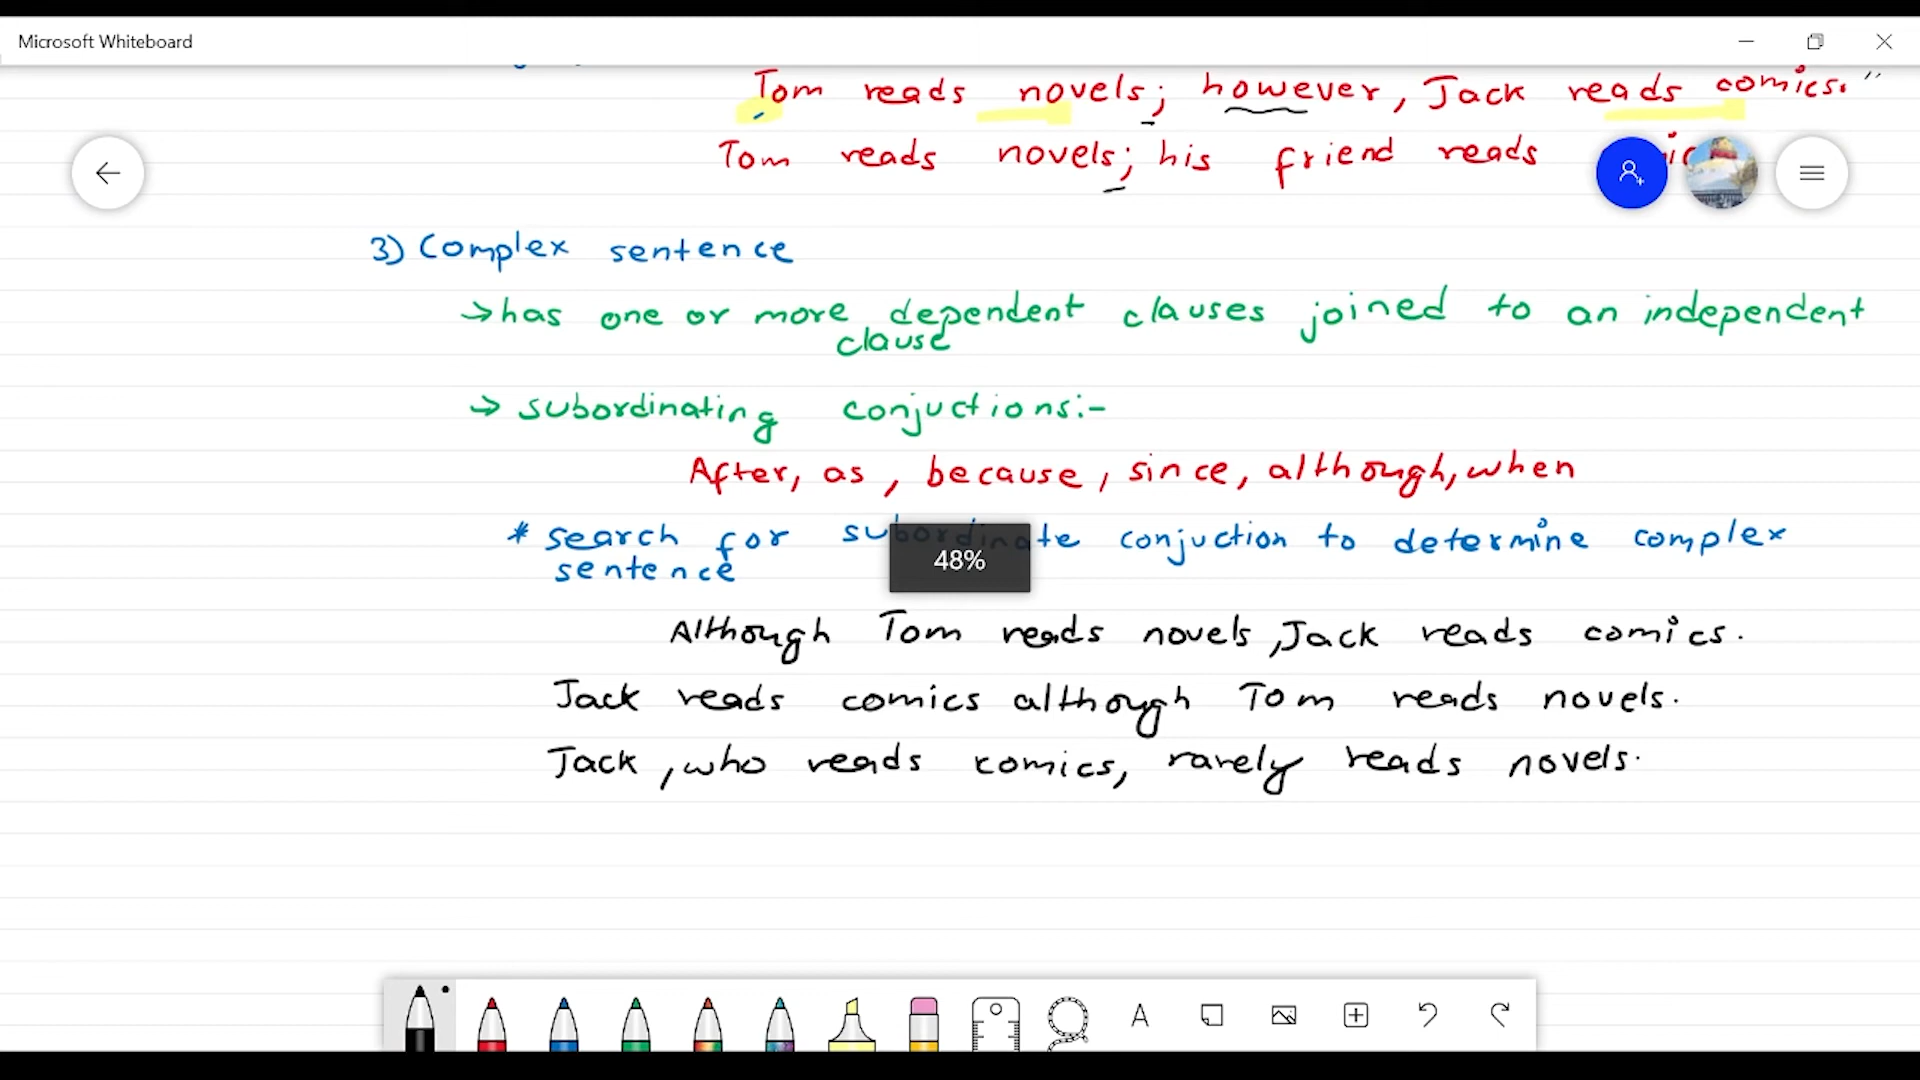 Microsoft Whiteboard
Tom reads novels; however, Jack reads comics."
Tom reads novels; his friend reads
3) Complex sentence
→ has one or more dependent clauses joined to an independent
clause
→ subordinating conjuctions:-
After, as, because, since, although, when
* search for subordinate conjuction to determine complex
sentence
48%
Although Tom reads novels, Jack reads comics.
Jack reads comics although Tom reads novels.
Jack, who reads comics, rarely reads novels.
A